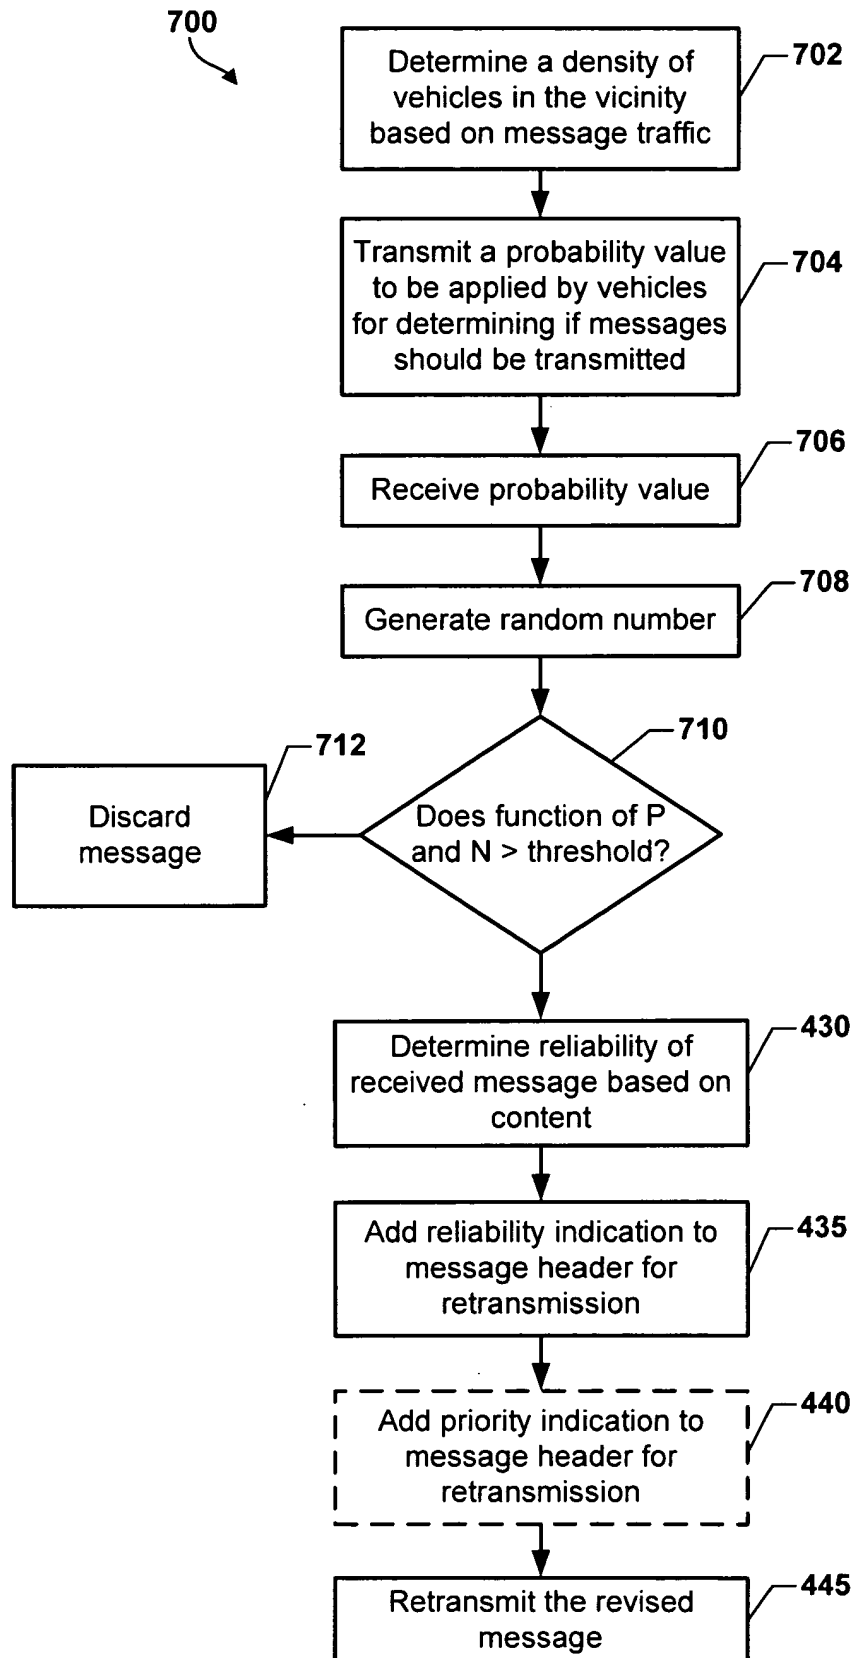 700
Determine a density of
vehicles in the vicinity
based on message traffic
702
Transmit a probability value
to be applied by vehicles
for determining if messages
should be transmitted
704
Receive probability value
706
Generate random number
708
Does function of P
and N > threshold?
710
Discard
message
712
Determine reliability of
received message based on
content
430
Add reliability indication to
message header for
retransmission
435
Add priority indication to
message header for
retransmission
440
Retransmit the revised
message
445